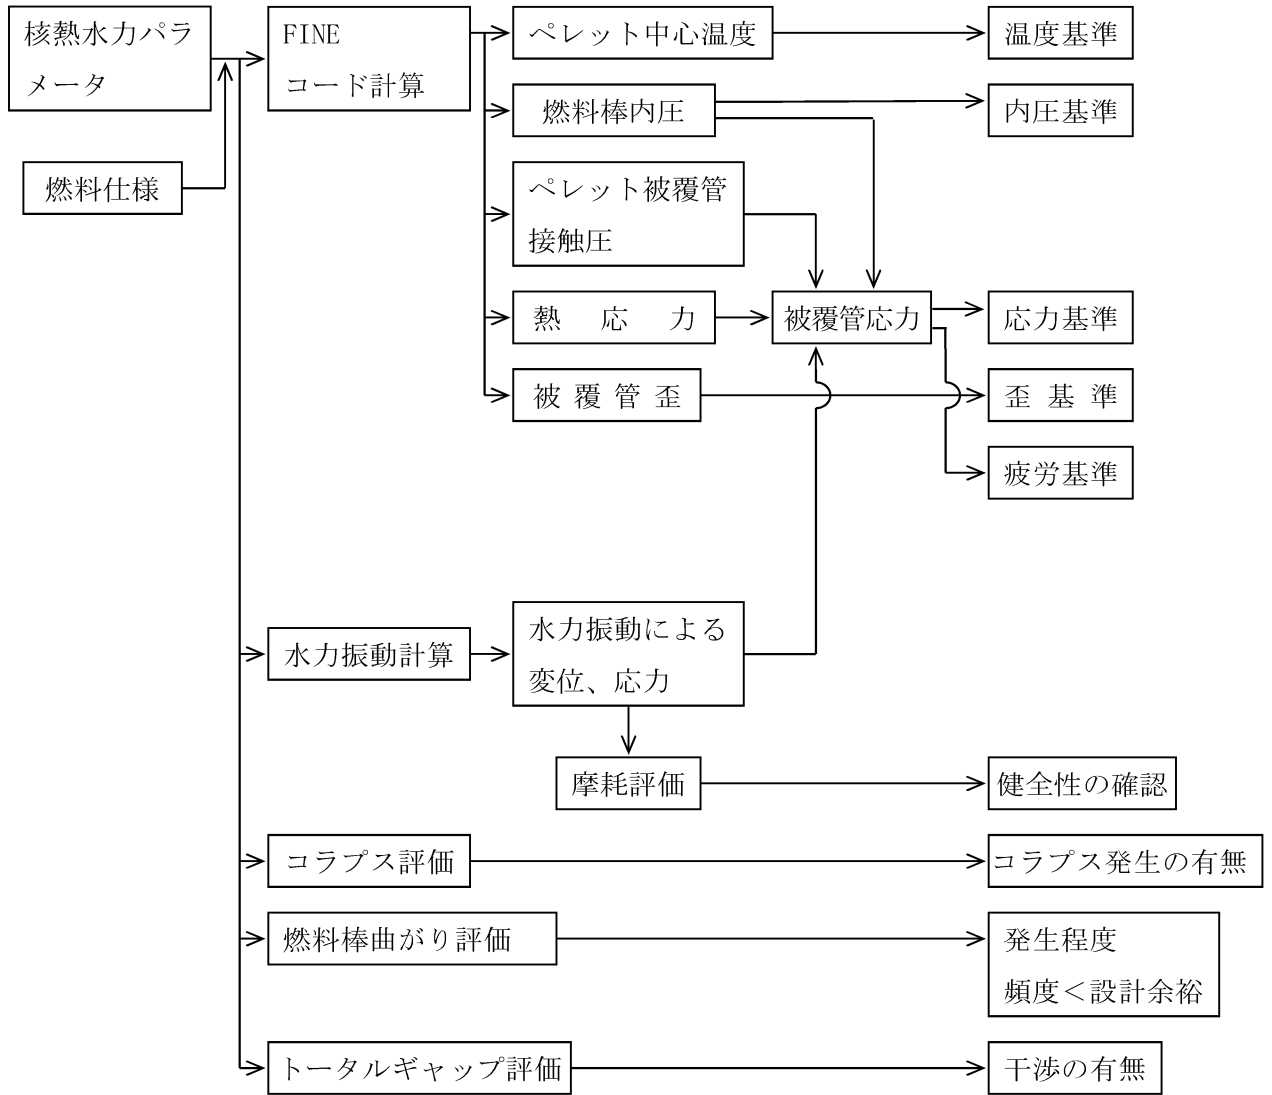 核熱水力パラ
メータ
燃料仕様
FINE
コード計算
ペレット中心温度
温度基準
燃料棒内圧
内圧基準
ペレット被覆管
接触圧
熱応力
被覆管応力
応力基準
被覆管歪
歪基準
疲労基準
水力振動計算
水力振動による
変位、応力
摩耗評価
健全性の確認
コラプス評価
コラプス発生の有無
燃料棒曲がり評価
発生程度
頻度<設計余裕
トータルギャップ評価
干渉の有無